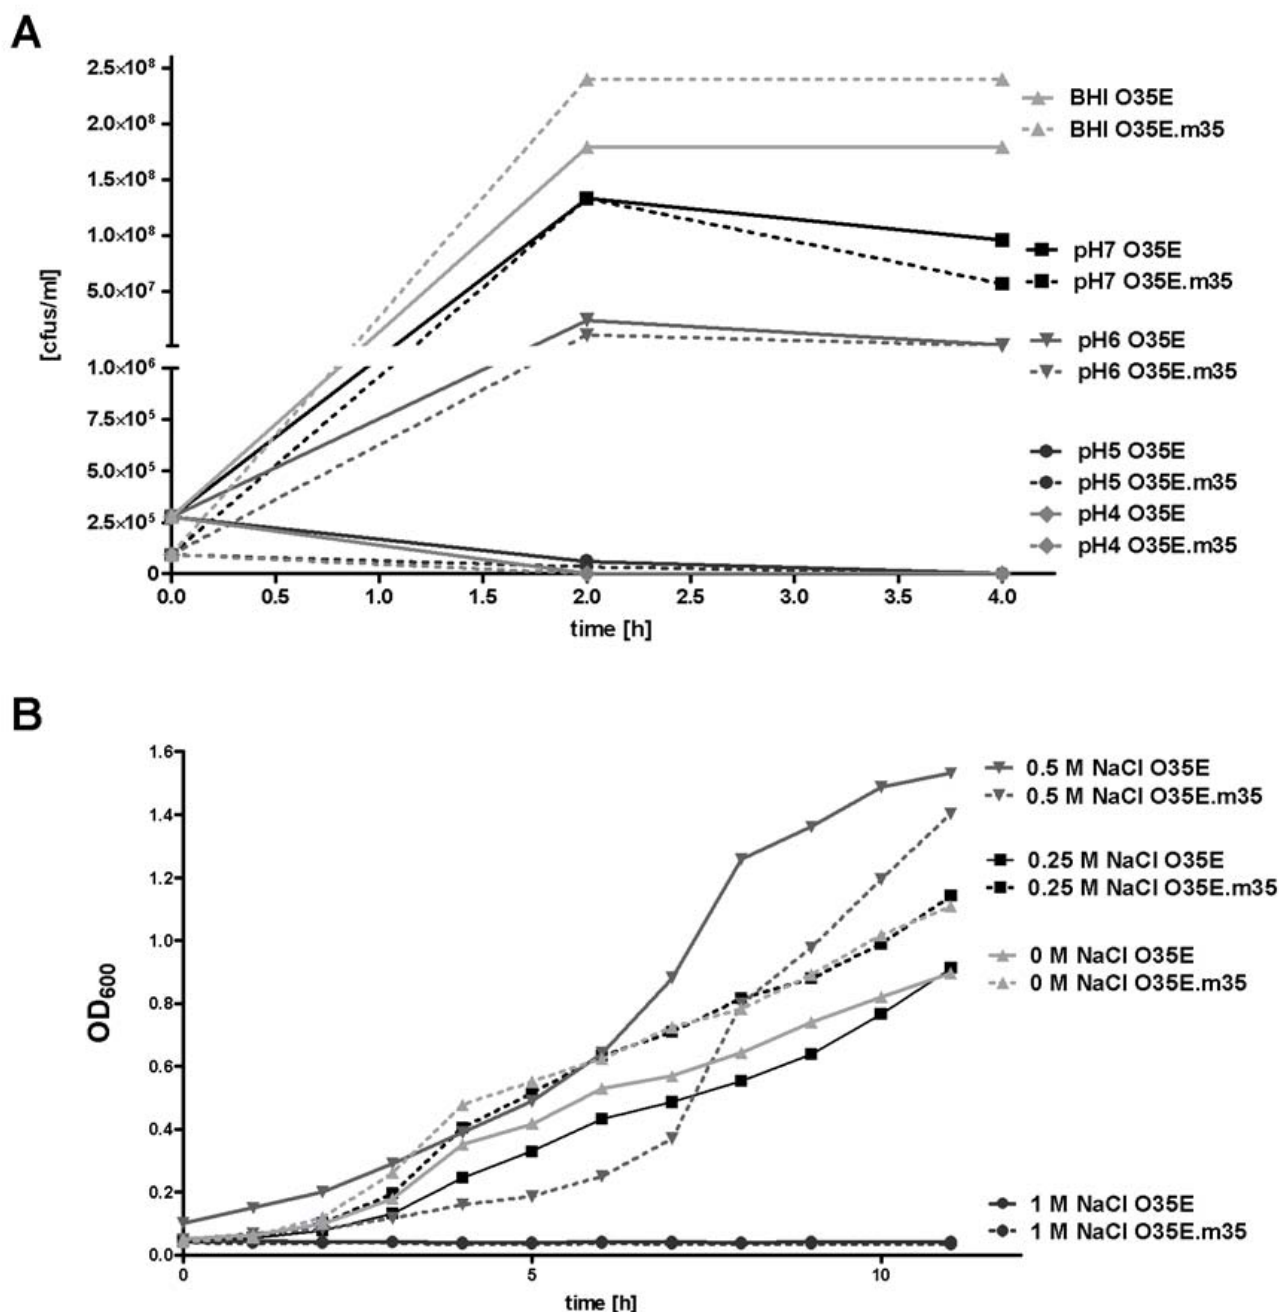 A
2.5×10⁸
2.0×10⁸
1.5×10⁸
1.0×10⁸
5.0×10⁷
1.0×10⁶
7.5×10⁵
5.0×10⁵
2.5×10⁵
0
[cfus/ml]
0.0 0.5 1.0 1.5 2.0 2.5 3.0 3.5 4.0
time [h]
BHI O35E
BHI O35E.m35
pH7 O35E
pH7 O35E.m35
pH6 O35E
pH6 O35E.m35
pH5 O35E
pH5 O35E.m35
pH4 O35E
pH4 O35E.m35
B
1.6
1.4
1.2
1.0
0.8
0.6
0.4
0.2
0.0
OD₆₀₀
0 5 10
time [h]
0.5 M NaCl O35E
0.5 M NaCl O35E.m35
0.25 M NaCl O35E
0.25 M NaCl O35E.m35
0 M NaCl O35E
0 M NaCl O35E.m35
1 M NaCl O35E
1 M NaCl O35E.m35